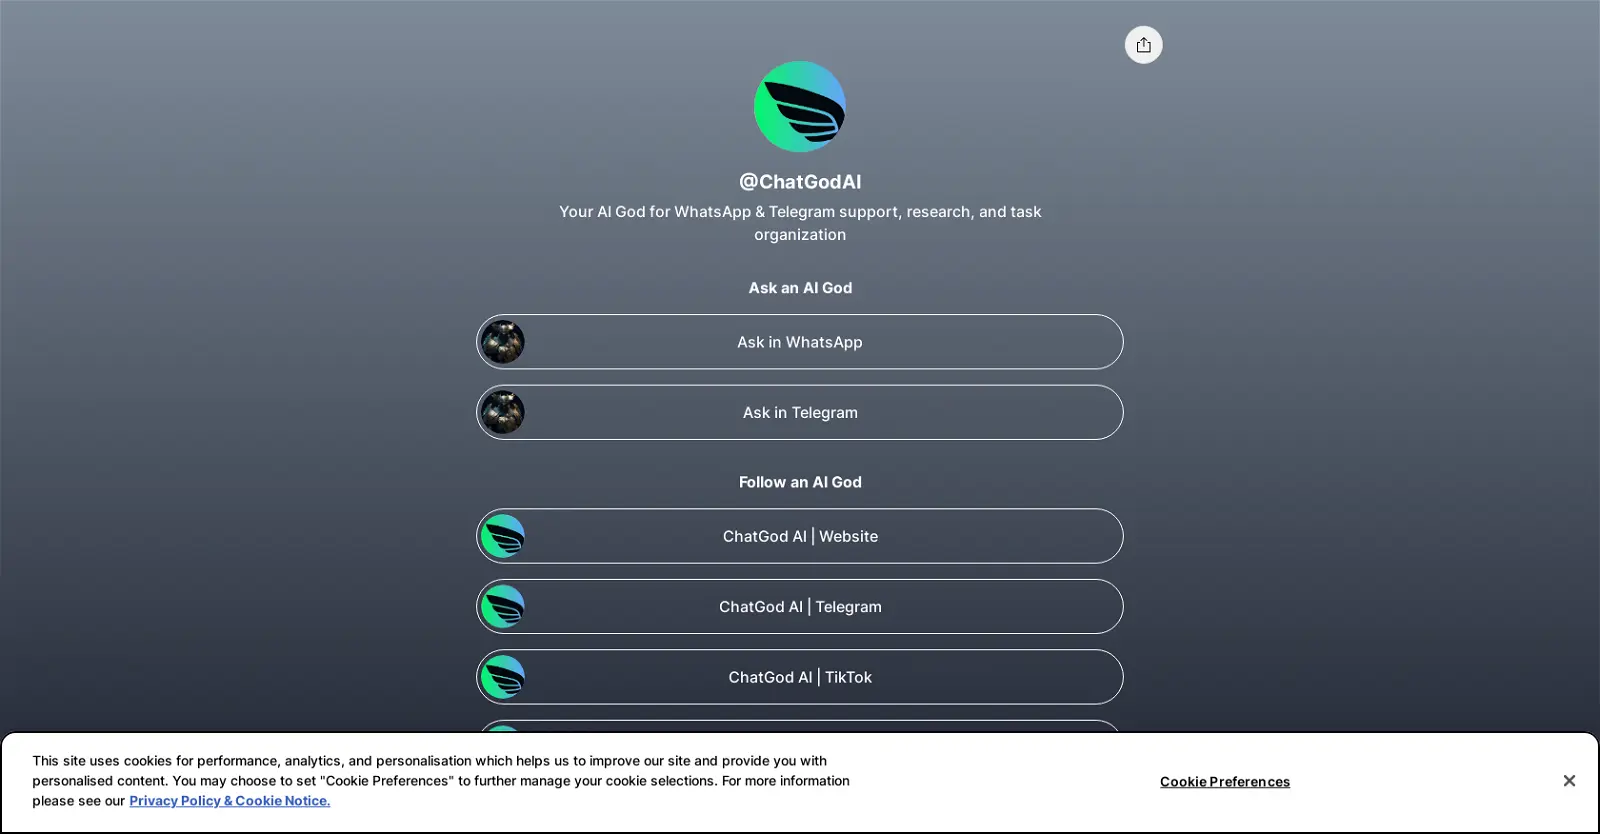 @ChatGodAI
Your AI God for WhatsApp & Telegram support, research, and task
organization
Ask an AI God
Ask in WhatsApp
Ask in Telegram
Follow an AI God
ChatGod AI | Website
ChatGod AI | Telegram
ChatGod AI | TikTok
This site uses cookies for performance, analytics, and personalisation which helps us to improve our site and provide you with
personalised content. You may choose to set "Cookie Preferences" to further manage your cookie selections. For more information
please see our Privacy Policy & Cookie Notice.
Cookie Preferences